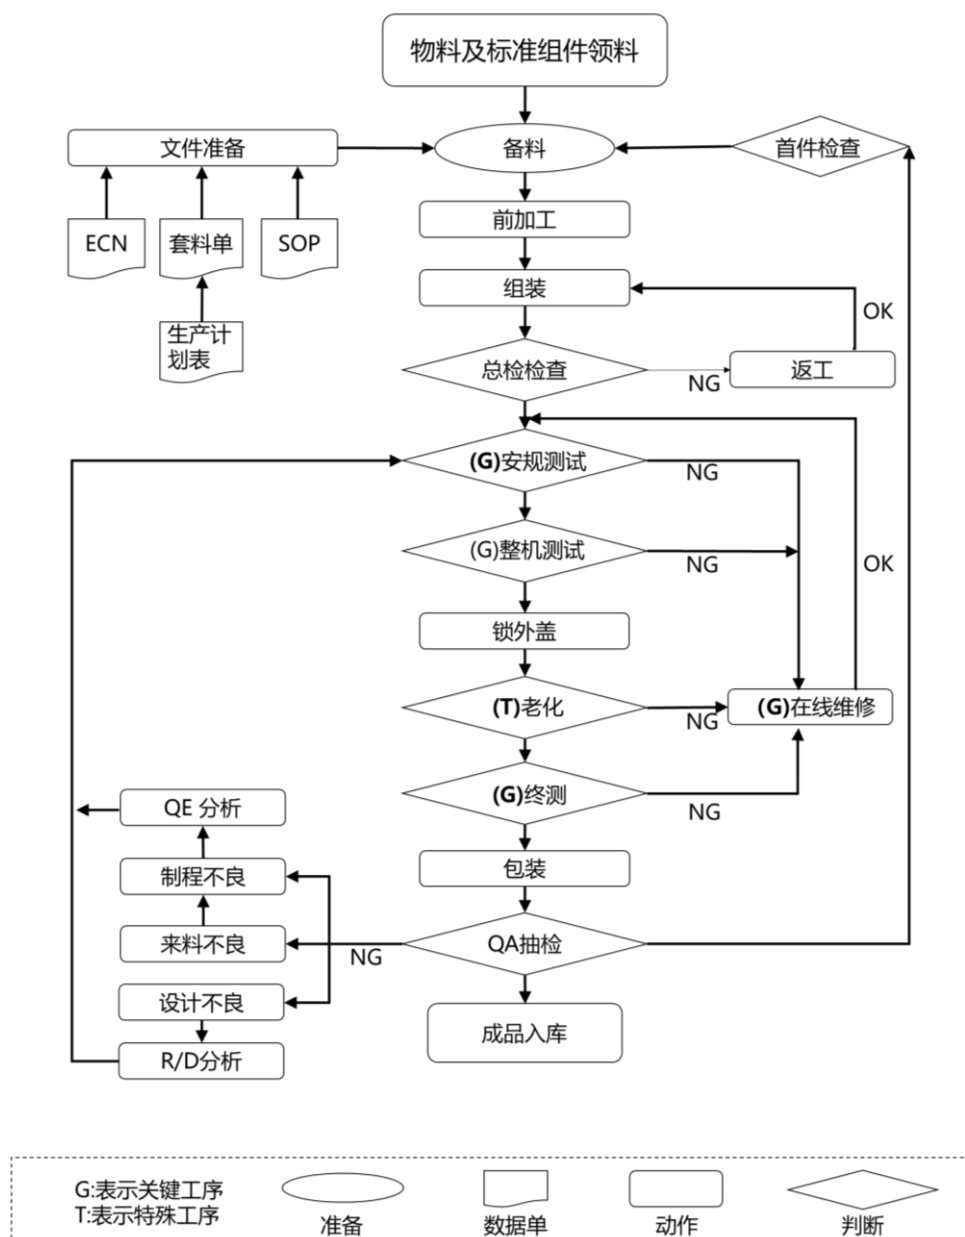 物料及标准组件领料
文件准备
备料
首件检查
前加工
ECN
套料单
SOP
组装
OK
生产计
划表
总检检查
NG
返工
(G)安规测试
NG
(G)整机测试
NG
OK
锁外盖
(T)老化
NG
(G)在线维修
(G)终测
NG
QE 分析
包装
制程不良
来料不良
NG
QA抽检
设计不良
成品入库
R/D分析
G:表示关键工序
T:表示特殊工序
准备
数据单
动作
判断